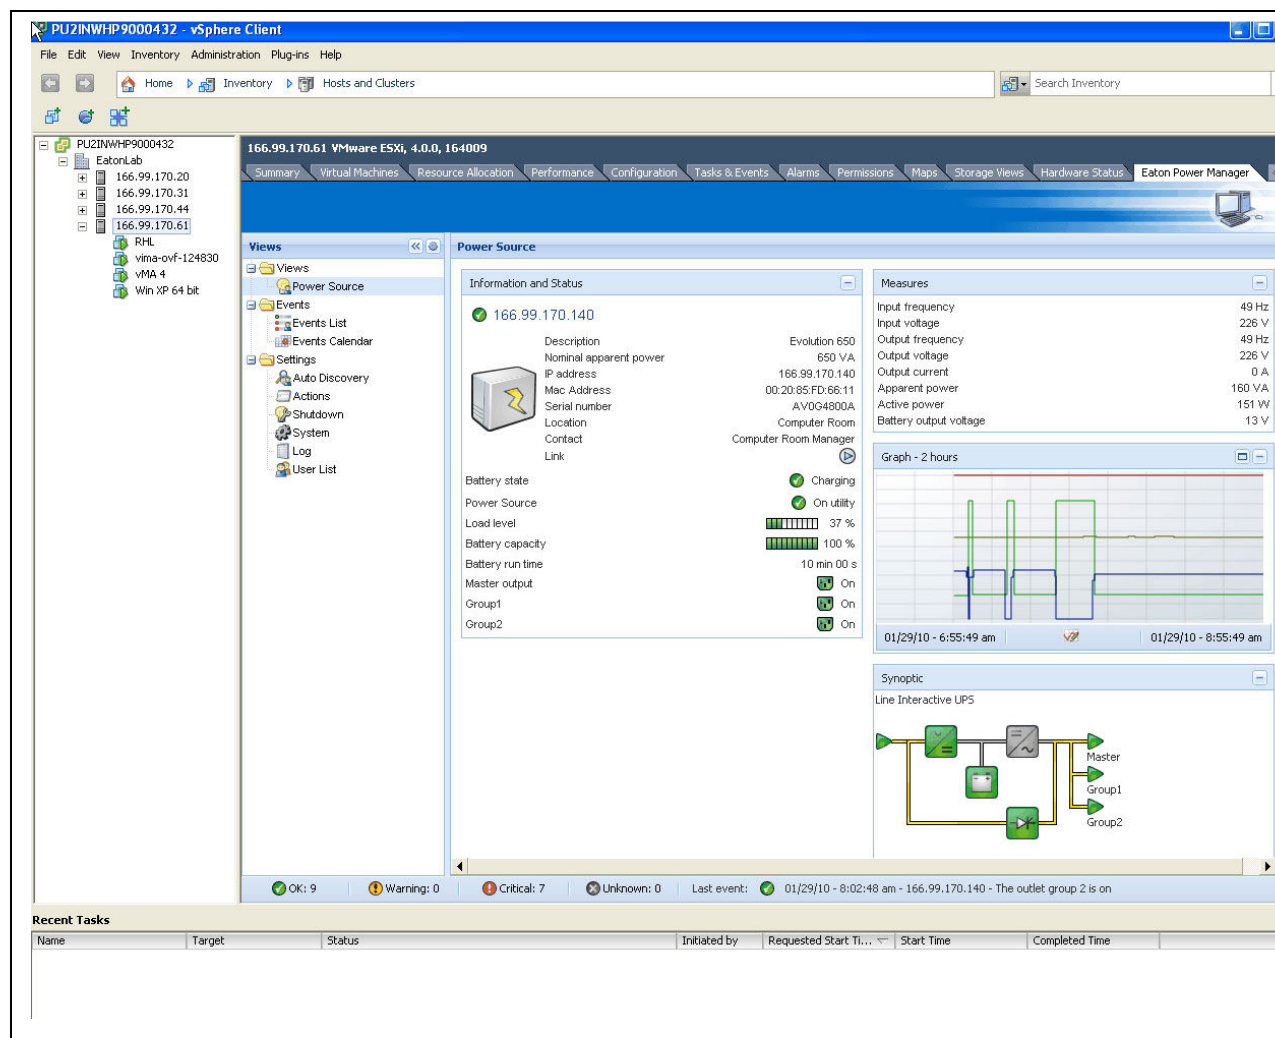 PU2INWHP9000432 - vSphere Client
File Edit View Inventory Administration Plug-ins Help
Home Inventory Hosts and Clusters
Search Inventory
PU2INWHP9000432
EatonLab
166.99.170.20
166.99.170.31
166.99.170.44
166.99.170.61
RHL
vima-ovf-124830
vMA 4
Win XP 64 bit
166.99.170.61 VMware ESXi, 4.0.0, 164009
Summary Virtual Machines Resource Allocation Performance Configuration Tasks & Events Alarms Permissions Maps Storage Views Hardware Status Eaton Power Manager
Views
Views
Power Source
Events
Events List
Events Calendar
Settings
Auto Discovery
Actions
Shutdown
System
Log
User List
Power Source
Information and Status
166.99.170.140
Description Evolution 650
Nominal apparent power 650 VA
IP address 166.99.170.140
Mac Address 00:20:85:FD:66:11
Serial number AV0G4800A
Location Computer Room
Contact Computer Room Manager
Link
Battery state Charging
Power Source On utility
Load level 37 %
Battery capacity 100 %
Battery run time 10 min 00 s
Master output On
Group1 On
Group2 On
Measures
Input frequency 49 Hz
Input voltage 226 V
Output frequency 49 Hz
Output voltage 226 V
Output current 0 A
Apparent power 160 VA
Active power 151 W
Battery output voltage 13 V
Graph - 2 hours
01/29/10 - 6:55:49 am 01/29/10 - 8:55:49 am
Synoptic
Line Interactive UPS
Master
Group1
Group2
OK: 9 Warning: 0 Critical: 7 Unknown: 0 Last event: 01/29/10 - 8:02:48 am - 166.99.170.140 - The outlet group 2 is on
Recent Tasks
Name Target Status Initiated by Requested Start Ti... Start Time Completed Time